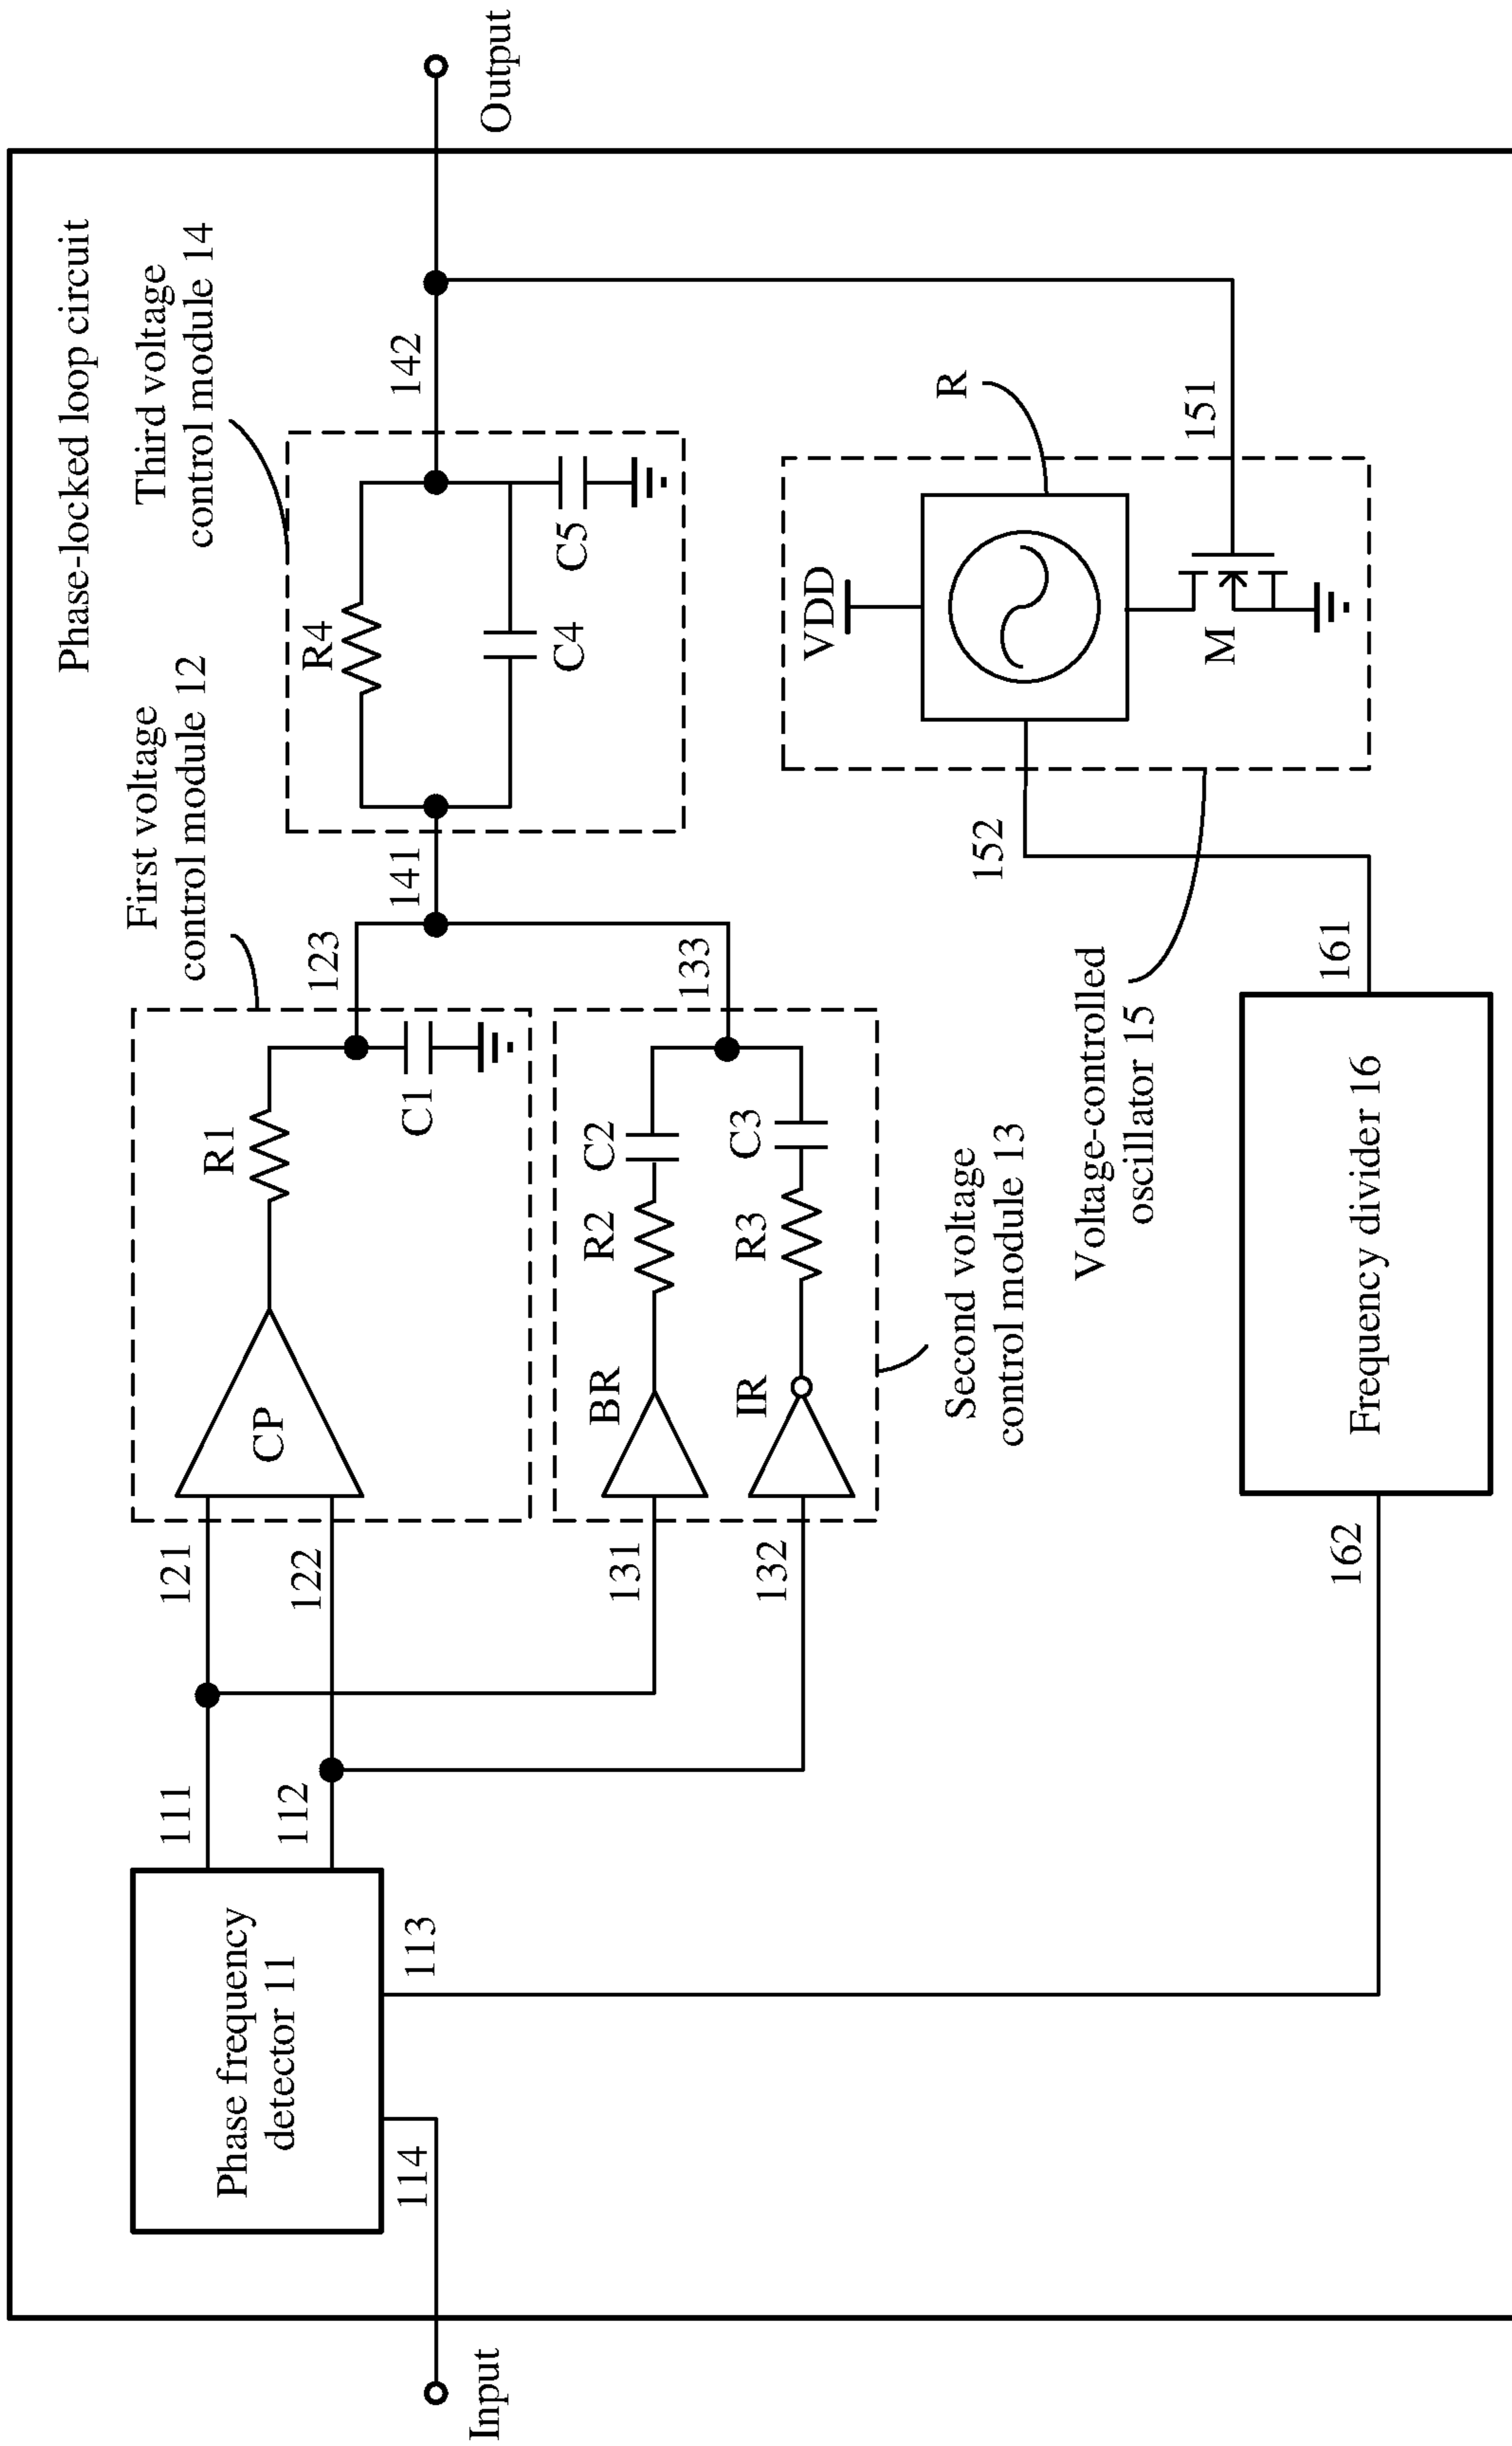 Phase-locked loop circuit
Input
114
Phase frequency
detector 11
113
111
112
121
122
CP
R1
C1
123
First voltage
control module 12
131
132
BR
IR
R2
C2
R3
C3
133
Second voltage
control module 13
141
R4
C4
C5
142
Third voltage
control module 14
Output
VDD
R
M
151
152
Voltage-controlled
oscillator 15
161
Frequency divider 16
162